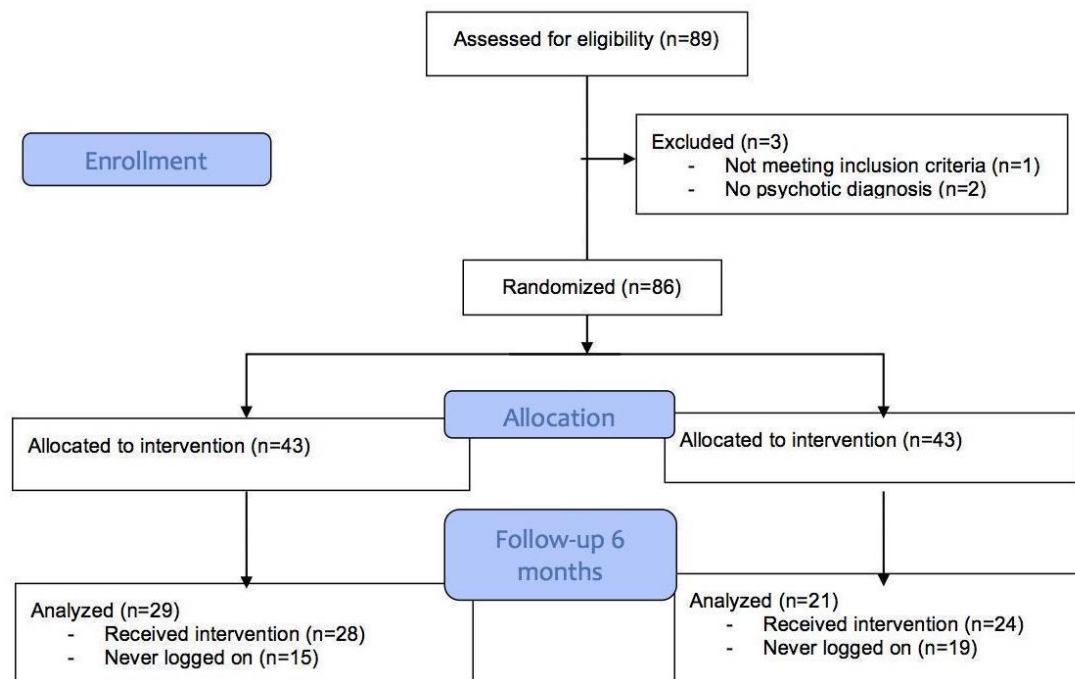 Assessed for eligibility (n=89)
Enrollment
Excluded (n=3)
- Not meeting inclusion criteria (n=1)
- No psychotic diagnosis (n=2)
Randomized (n=86)
Allocation
Allocated to intervention (n=43)
Allocated to intervention (n=43)
Follow-up 6
months
Analyzed (n=29)
- Received intervention (n=28)
- Never logged on (n=15)
Analyzed (n=21)
- Received intervention (n=24)
- Never logged on (n=19)